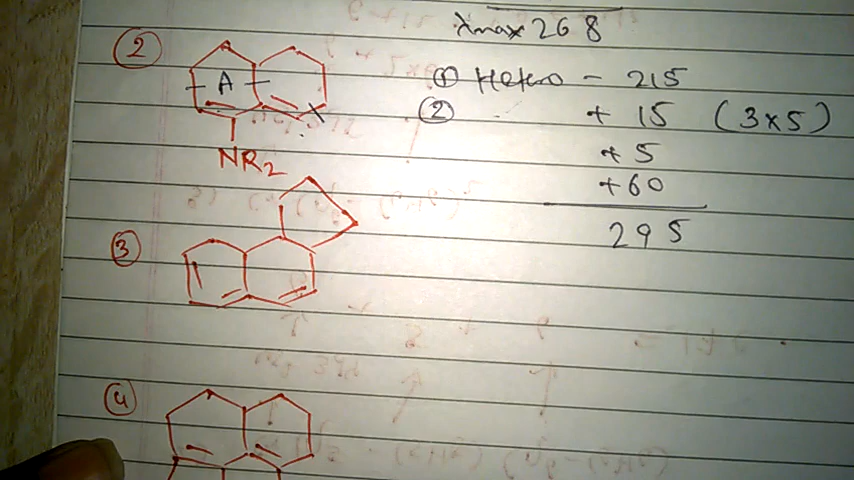 λmax 268
② A
NR2
① Hetero - 215
② + 15 (3x5)
+ 5
+60
295
③
④